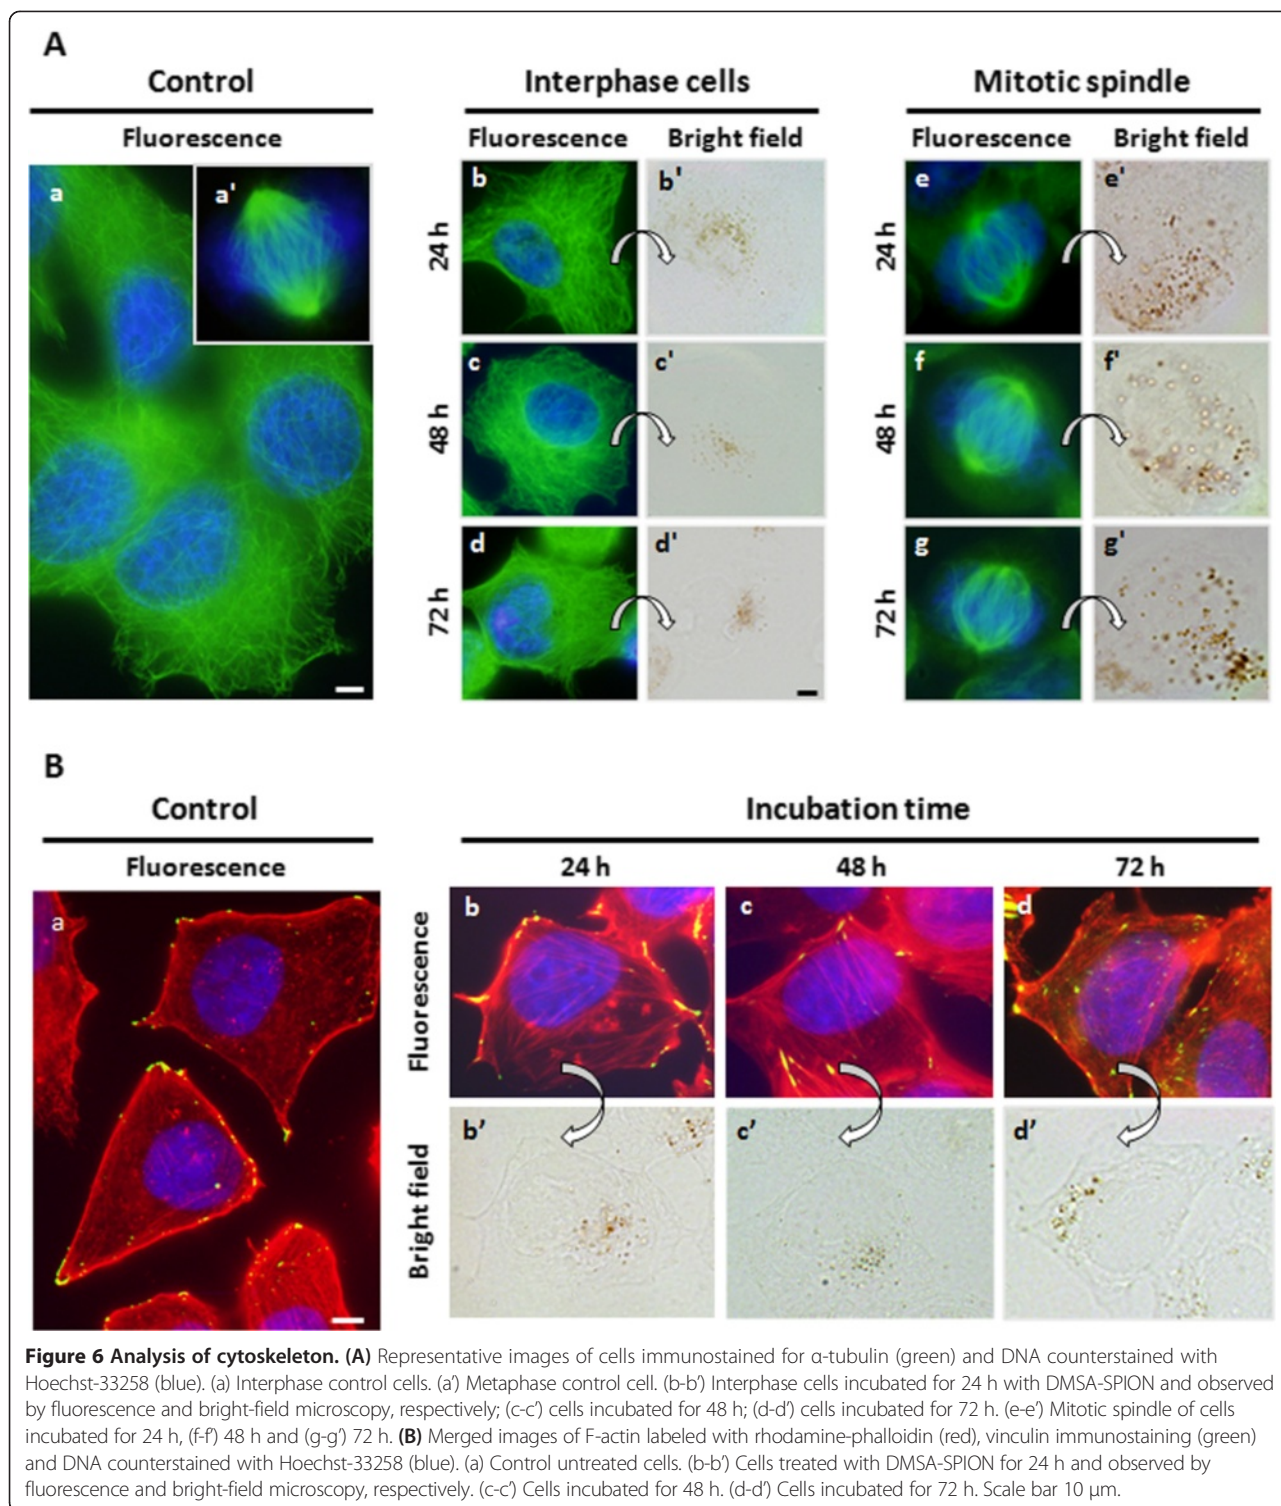 A
Control
Interphase cells
Mitotic spindle
Fluorescence
Fluorescence
Bright field
Fluorescence
Bright field
a
a'
b
b'
e
e'
24 h
24 h
c
c'
f
f'
48 h
48 h
d
d'
g
g'
72 h
72 h
B
Control
Incubation time
Fluorescence
24 h
48 h
72 h
a
b
c
d
Fluorescence
b’
c’
d’
Bright field
Figure 6 Analysis of cytoskeleton. (A) Representative images of cells immunostained for α-tubulin (green) and DNA counterstained with
Hoechst-33258 (blue). (a) Interphase control cells. (a’) Metaphase control cell. (b-b’) Interphase cells incubated for 24 h with DMSA-SPION and observed
by fluorescence and bright-field microscopy, respectively; (c-c’) cells incubated for 48 h; (d-d’) cells incubated for 72 h. (e-e’) Mitotic spindle of cells
incubated for 24 h, (f-f’) 48 h and (g-g’) 72 h. (B) Merged images of F-actin labeled with rhodamine-phalloidin (red), vinculin immunostaining (green)
and DNA counterstained with Hoechst-33258 (blue). (a) Control untreated cells. (b-b’) Cells treated with DMSA-SPION for 24 h and observed by
fluorescence and bright-field microscopy, respectively. (c-c’) Cells incubated for 48 h. (d-d’) Cells incubated for 72 h. Scale bar 10 μm.